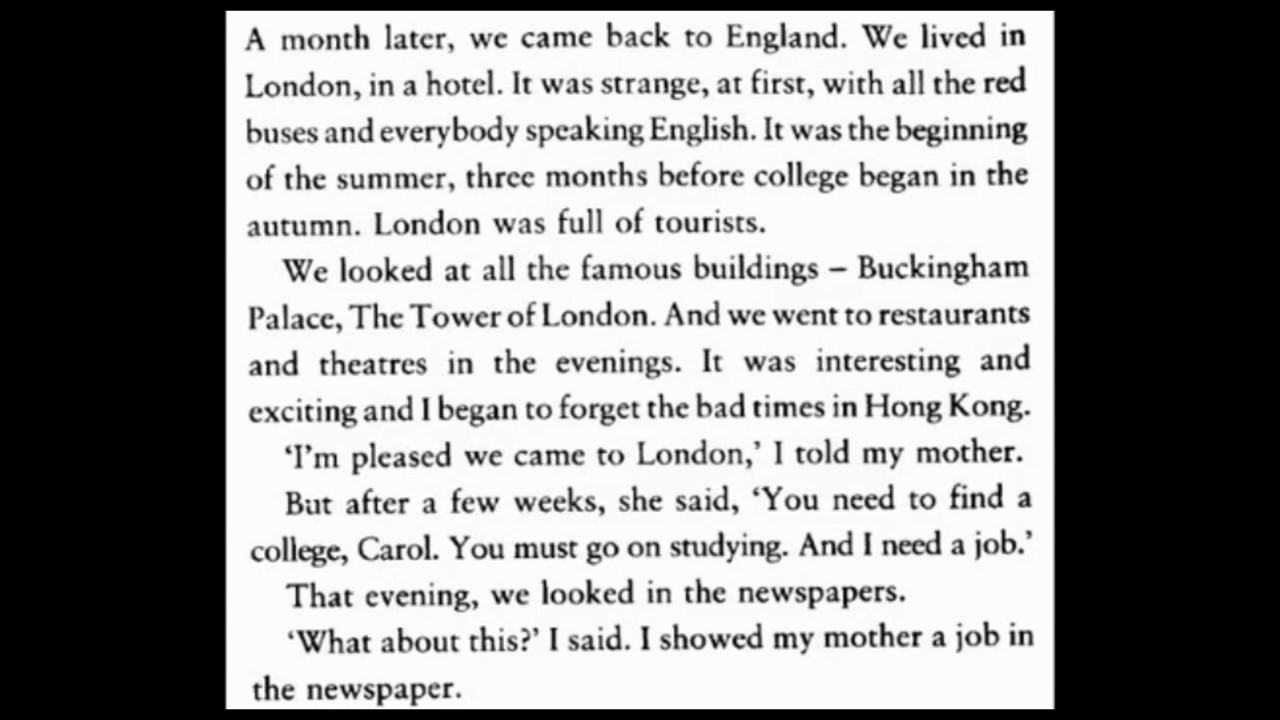 A month later, we came back to England. We lived in
London, in a hotel. It was strange, at first, with all the red
buses and everybody speaking English. It was the beginning
of the summer, three months before college began in the
autumn. London was full of tourists.
We looked at all the famous buildings – Buckingham
Palace, The Tower of London. And we went to restaurants
and theatres in the evenings. It was interesting and
exciting and I began to forget the bad times in Hong Kong.
‘I’m pleased we came to London,’ I told my mother.
But after a few weeks, she said, ‘You need to find a
college, Carol. You must go on studying. And I need a job.’
That evening, we looked in the newspapers.
‘What about this?’ I said. I showed my mother a job in
the newspaper.